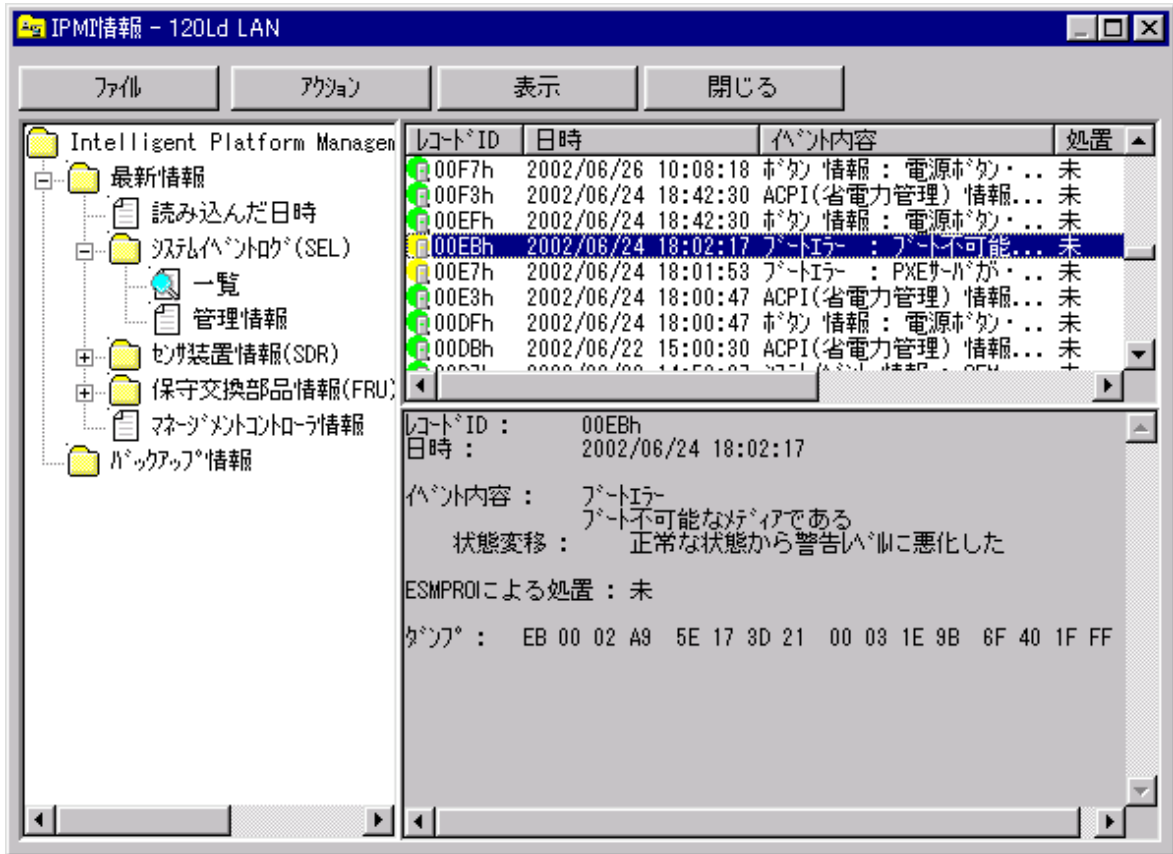 IPMI情報 - 120Ld LAN
ﾌｧｲﾙ
ｱｸｼｮﾝ
表示
閉じる
Intelligent Platform Managem
最新情報
読み込んだ日時
ｼｽﾃﾑｲﾍﾞﾝﾄﾛｸﾞ(SEL)
一覧
管理情報
ｾﾝｻ装置情報(SDR)
保守交換部品情報(FRU)
ﾏﾈｰｼﾞﾒﾝﾄｺﾝﾄﾛｰﾗ情報
ﾊﾞｯｸｱｯﾌﾟ情報
ﾚｺｰﾄﾞID 日時 ｲﾍﾞﾝﾄ内容 処置
00F7h 2002/06/26 10:08:18 ﾎﾞﾀﾝ 情報 : 電源ﾎﾞﾀﾝ･... 未
00F3h 2002/06/24 18:42:30 ACPI(省電力管理) 情報... 未
00EFh 2002/06/24 18:42:30 ﾎﾞﾀﾝ 情報 : 電源ﾎﾞﾀﾝ･... 未
00EBh 2002/06/24 18:02:17 ﾌﾞｰﾄｴﾗｰ : ﾌﾞｰﾄ不可能... 未
00E7h 2002/06/24 18:01:53 ﾌﾞｰﾄｴﾗｰ : PXEｻｰﾊﾞが･... 未
00E3h 2002/06/24 18:00:47 ACPI(省電力管理) 情報... 未
00DFh 2002/06/24 18:00:47 ﾎﾞﾀﾝ 情報 : 電源ﾎﾞﾀﾝ･... 未
00DBh 2002/06/22 15:00:30 ACPI(省電力管理) 情報... 未
ﾚｺｰﾄﾞID : 00EBh
日時 : 2002/06/24 18:02:17
ｲﾍﾞﾝﾄ内容 : ﾌﾞｰﾄｴﾗｰ
ﾌﾞｰﾄ不可能なﾒﾃﾞｨｱである
状態変移 : 正常な状態から警告ﾚﾍﾞﾙに悪化した
ESMPROによる処置 : 未
ﾀﾞﾝﾌﾟ : EB 00 02 A9 5E 17 3D 21 00 03 1E 9B 6F 40 1F FF